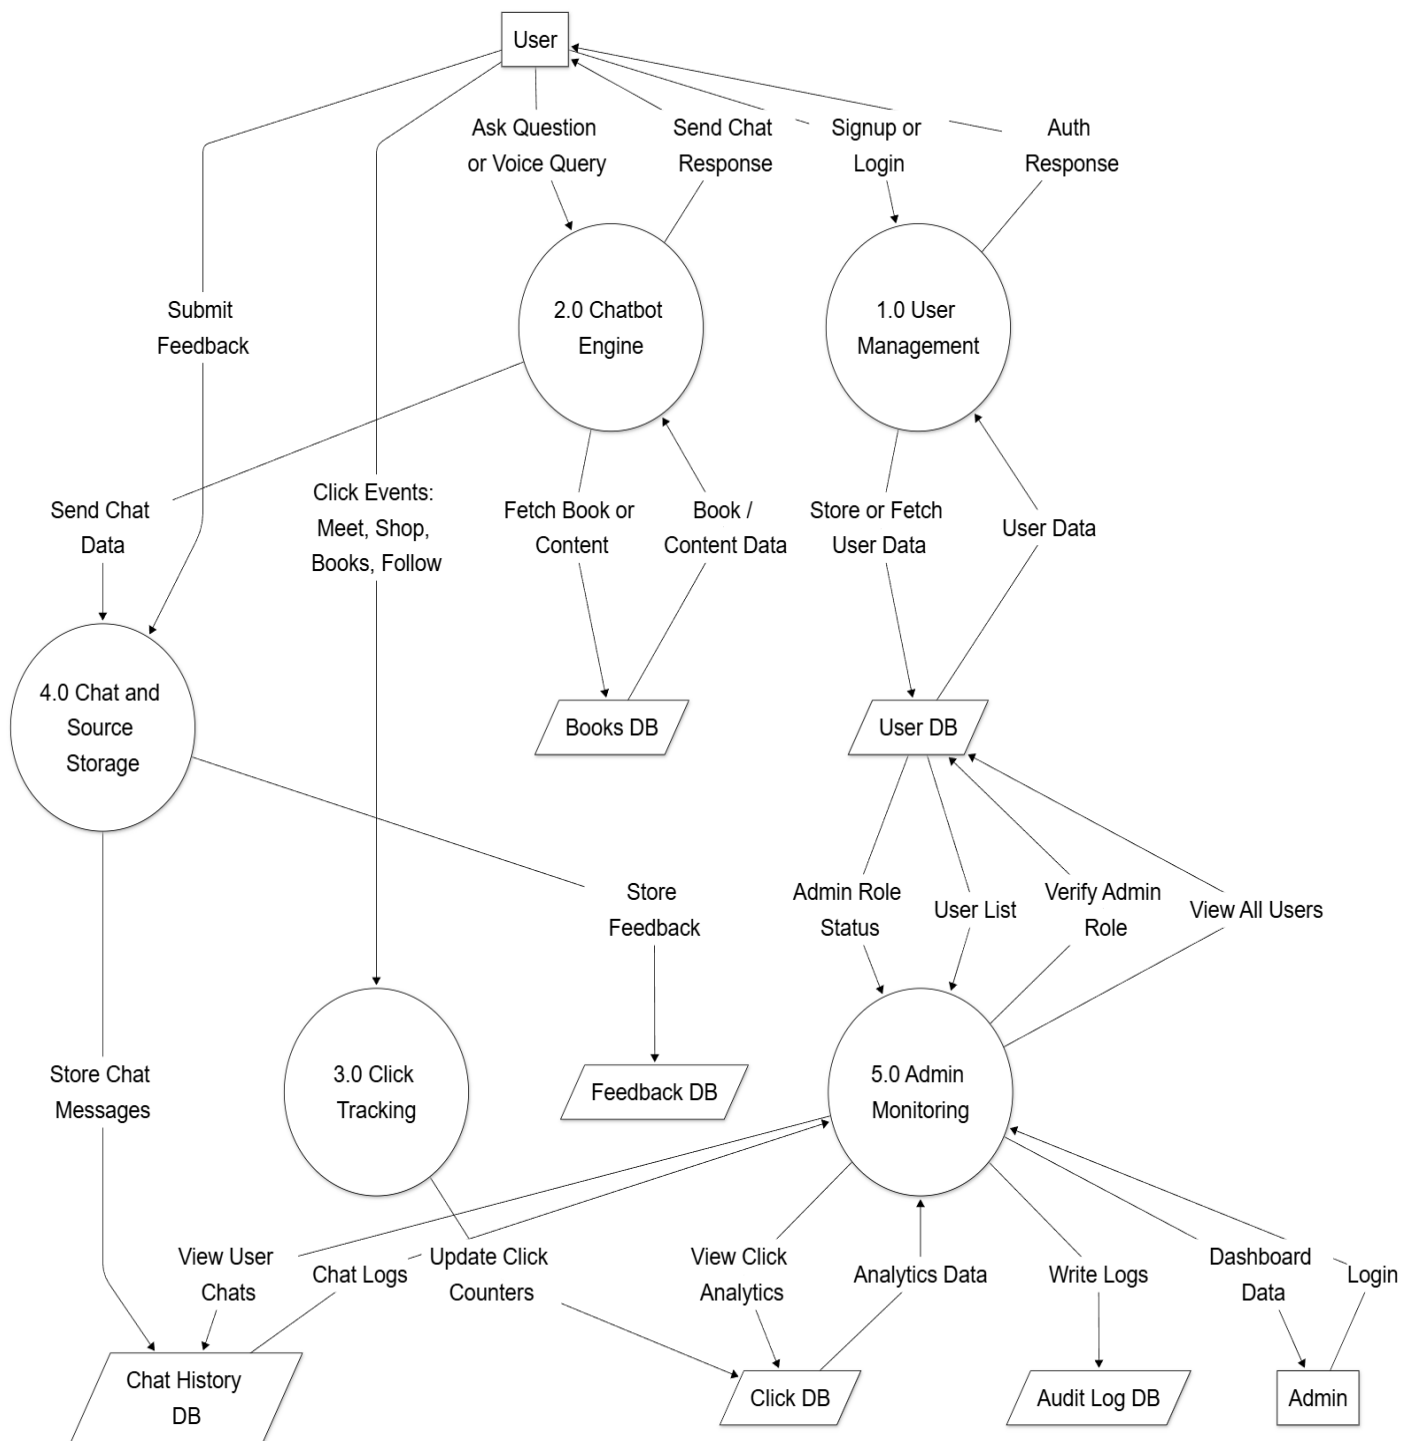 User
Ask Question
or Voice Query
Send Chat
Response
Signup or
Login
Auth
Response
Submit
Feedback
2.0 Chatbot
Engine
1.0 User
Management
Send Chat
Data
Click Events:
Meet, Shop,
Books, Follow
Fetch Book or
Content
Book /
Content Data
Store or Fetch
User Data
User Data
4.0 Chat and
Source
Storage
Books DB
User DB
Store
Feedback
Admin Role
Status
User List
Verify Admin
Role
View All Users
Store Chat
Messages
3.0 Click
Tracking
Feedback DB
5.0 Admin
Monitoring
View User
Chats
Chat Logs
Update Click
Counters
View Click
Analytics
Analytics Data
Write Logs
Dashboard
Data
Login
Chat History
DB
Click DB
Audit Log DB
Admin